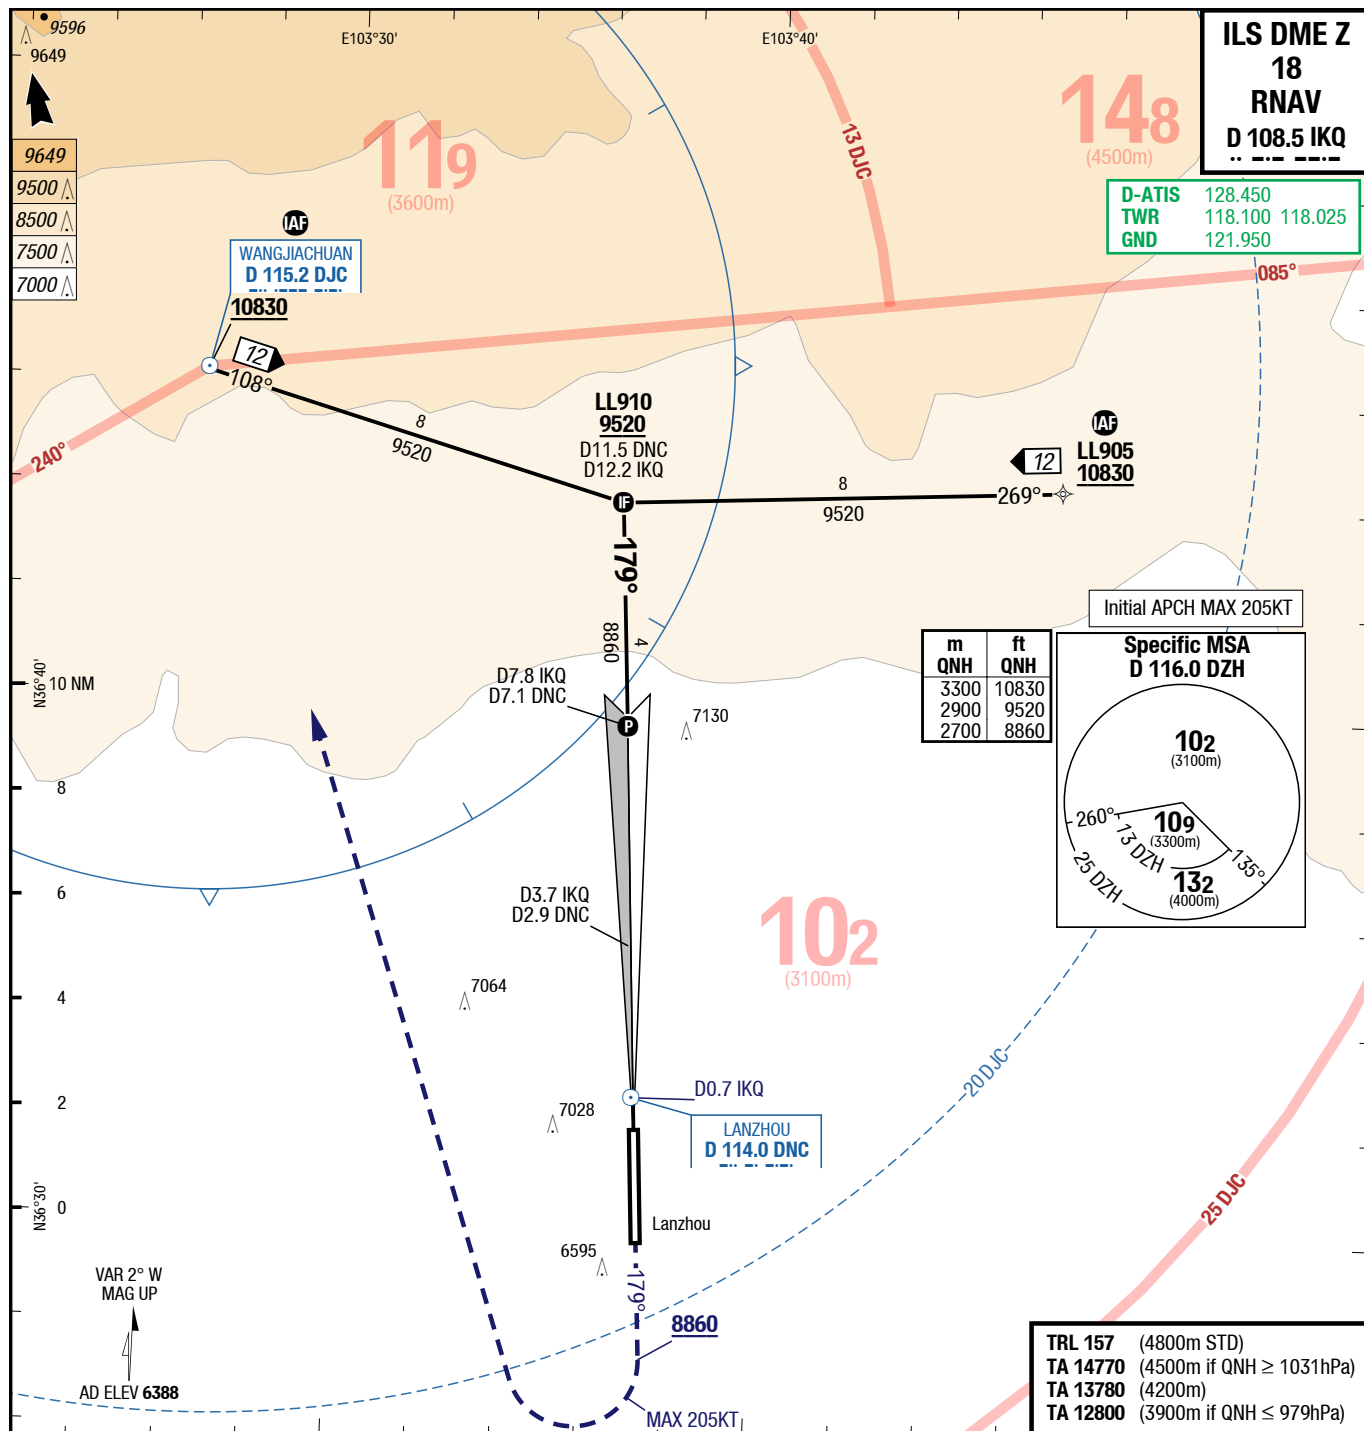 9596
9649
E103°30'
E103°40'
ILS DME Z
18
RNAV
D 108.5 IKQ
D-ATIS 128.450
TWR 118.100 118.025
GND 121.950
119
(3600m)
148
(4500m)
13 DJC
085°
9649
9500
8500
7500
7000
IAF
WANGJIACHUAN
D 115.2 DJC
10830
12
108°
240°
8
9520
LL910
9520
D11.5 DNC
D12.2 IKQ
IF
IAF
LL905
10830
12
269°
8
9520
179°
8860
4
Initial APCH MAX 205KT
m ft
QNH QNH
3300 10830
2900 9520
2700 8860
Specific MSA
D 116.0 DZH
102
(3100m)
260°
109
(3300m)
13 DZH
135°
25 DZH
132
(4000m)
N36°40'
10 NM
D7.8 IKQ
D7.1 DNC
P
7130
8
6
D3.7 IKQ
D2.9 DNC
102
(3100m)
4
7064
20 DJC
2
7028
D0.7 IKQ
LANZHOU
D 114.0 DNC
N36°30'
0
Lanzhou
25 DJC
6595
179°
VAR 2° W
MAG UP
AD ELEV 6388
8860
MAX 205KT
TRL 157 (4800m STD)
TA 14770 (4500m if QNH ≥ 1031hPa)
TA 13780 (4200m)
TA 12800 (3900m if QNH ≤ 979hPa)